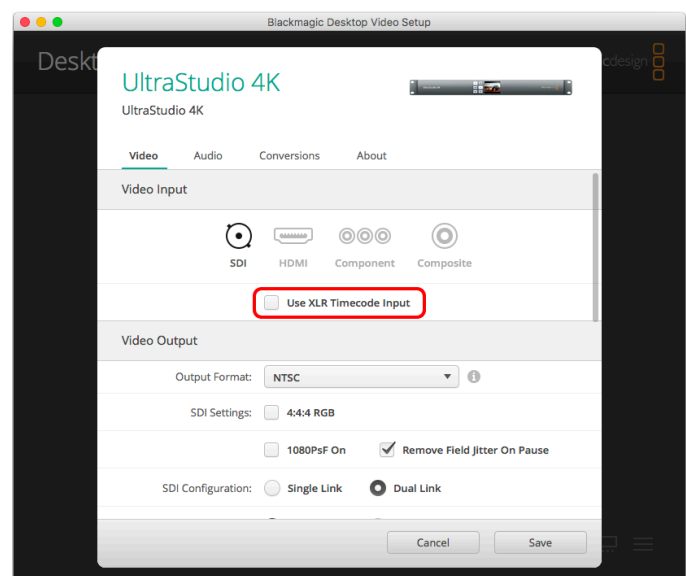 Blackmagic Desktop Video Setup
Deskt
cdesign
UltraStudio 4K
UltraStudio 4K
Video Audio Conversions About
Video Input
SDI HDMI Component Composite
Use XLR Timecode Input
Video Output
Output Format: NTSC
SDI Settings: 4:4:4 RGB
1080PsF On Remove Field Jitter On Pause
SDI Configuration: Single Link Dual Link
Cancel Save